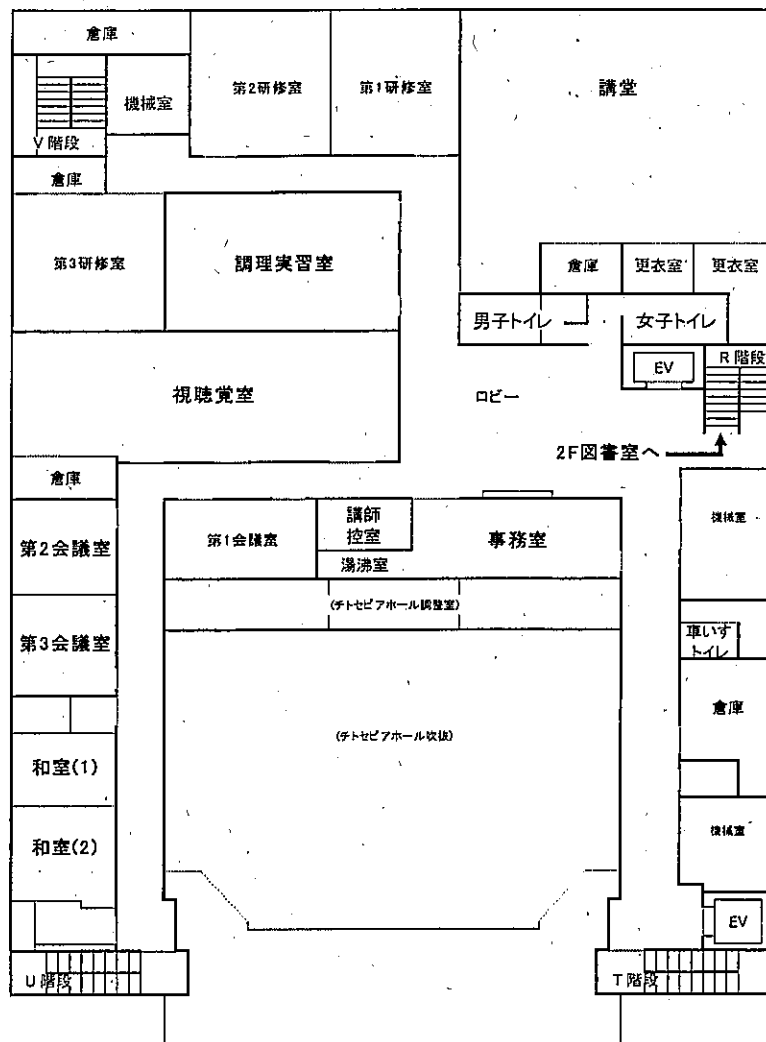 倉庫
第2研修室
第1研修室
講堂
機械室
V階段
倉庫
第3研修室
調理実習室
倉庫
更衣室
更衣室
男子トイレ
女子トイレ
EV
R階段
視聴覚室
ロビー
2F図書室へ
倉庫
第2会議室
第1会議室
講師
控室
事務室
湯沸室
機械室
(チトセピアホール調整室)
第3会議室
車いす
トイレ
倉庫
(チトセピアホール吹抜)
和室(1)
和室(2)
機械室
EV
U階段
T階段